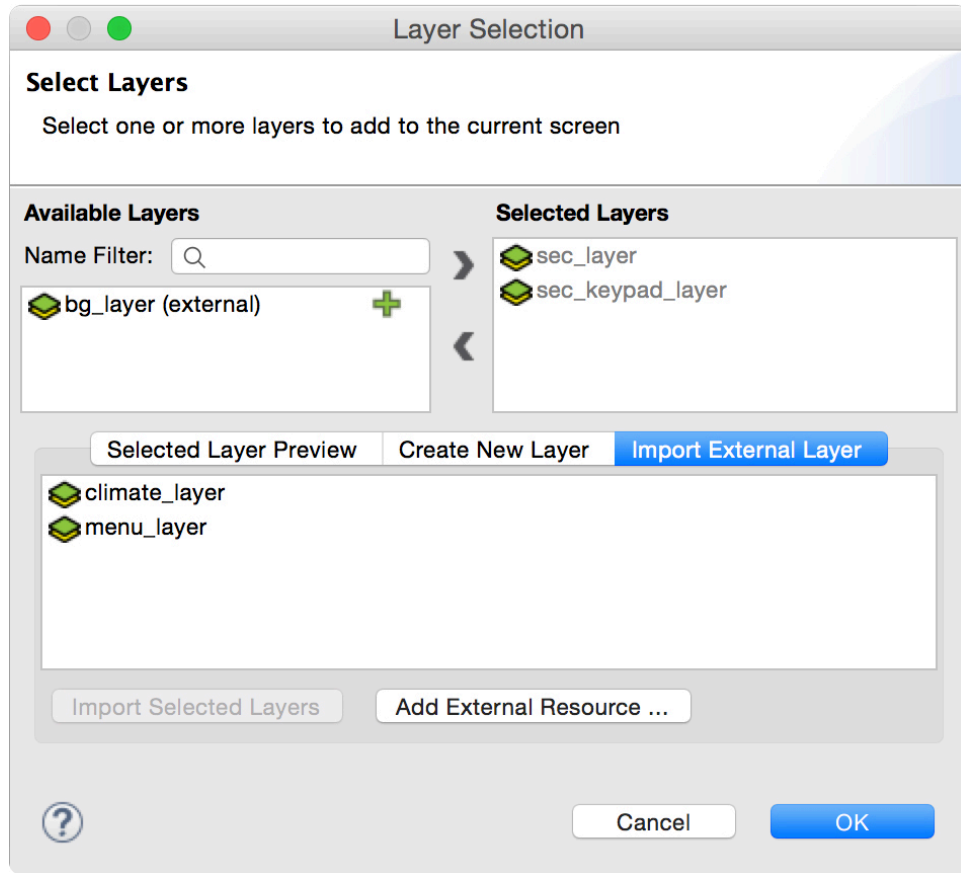 Layer Selection
Select Layers
Select one or more layers to add to the current screen
Available Layers
Name Filter:
bg_layer (external)
Selected Layers
sec_layer
sec_keypad_layer
Selected Layer Preview
Create New Layer
Import External Layer
climate_layer
menu_layer
Import Selected Layers
Add External Resource ...
?
Cancel
OK